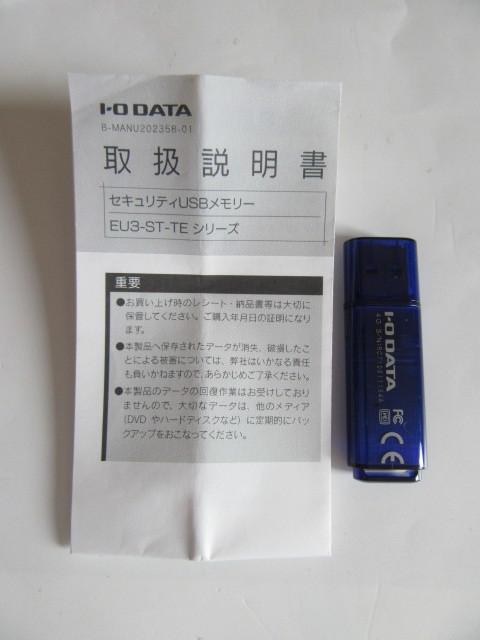 I-O DATA
B-MANU202358-01
取扱説明書
セキュリティUSBメモリー
EU3-ST-TE シリーズ
重要
●お買い上げ時のレシート・納品書等は大切に
保管してください。ご購入年月日の証明になり
ます。
●本製品へ保存されたデータが消失、破損したこ
とによる被害については、弊社はいかなる責任
も負いかねますので、あらかじめご了承ください。
●本製品のデータの回復作業はお受けしており
ませんので、大切なデータは、他のメディア
(DVD やハードディスクなど)に定期的にバッ
クアップをおこなってください。
I-O DATA
4G S/N:
FC CE